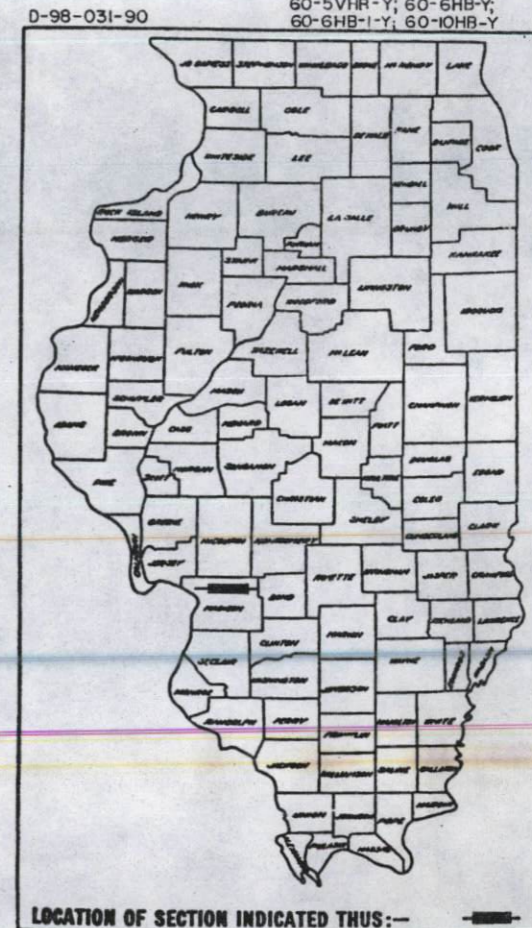 60-5VHR-Y; 60-6HB-Y;
D-98-031-90 60-6HB-1-Y; 60-10HB-Y
JO DAVIESS STEPHENSON WINNEBAGO BOONE McHENRY LAKE
CARROLL OGLE
DE KALB KANE DUPAGE COOK
WHITESIDE LEE
KENDALL WILL
ROCK ISLAND HENRY BUREAU LA SALLE GRUNDY
MERCER PUTNAM KANKAKEE
STARK MARSHALL
HENDERSON WARREN KNOX PEORIA WOODFORD LIVINGSTON IROQUOIS
FORD
HANCOCK McDONOUGH FULTON TAZEWELL McLEAN
MASON
SCHUYLER LOGAN DE WITT CHAMPAIGN VERMILION
ADAMS BROWN CASS MENARD PIATT
MACON
PIKE SCOTT MORGAN SANGAMON DOUGLAS EDGAR
CHRISTIAN MOULTRIE COLES
GREENE SHELBY CLARK
MACOUPIN MONTGOMERY CUMBERLAND
CALHOUN JERSEY FAYETTE EFFINGHAM JASPER CRAWFORD
MADISON BOND
CLAY RICHLAND LAWRENCE
CLINTON MARION
ST.CLAIR WAYNE
WASHINGTON
MONROE JEFFERSON
RANDOLPH PERRY HAMILTON WHITE
FRANKLIN
JACKSON WILLIAMSON SALINE GALLATIN
UNION JOHNSON POPE HARDIN
PULASKI MASSAC
LOCATION OF SECTION INDICATED THUS:-